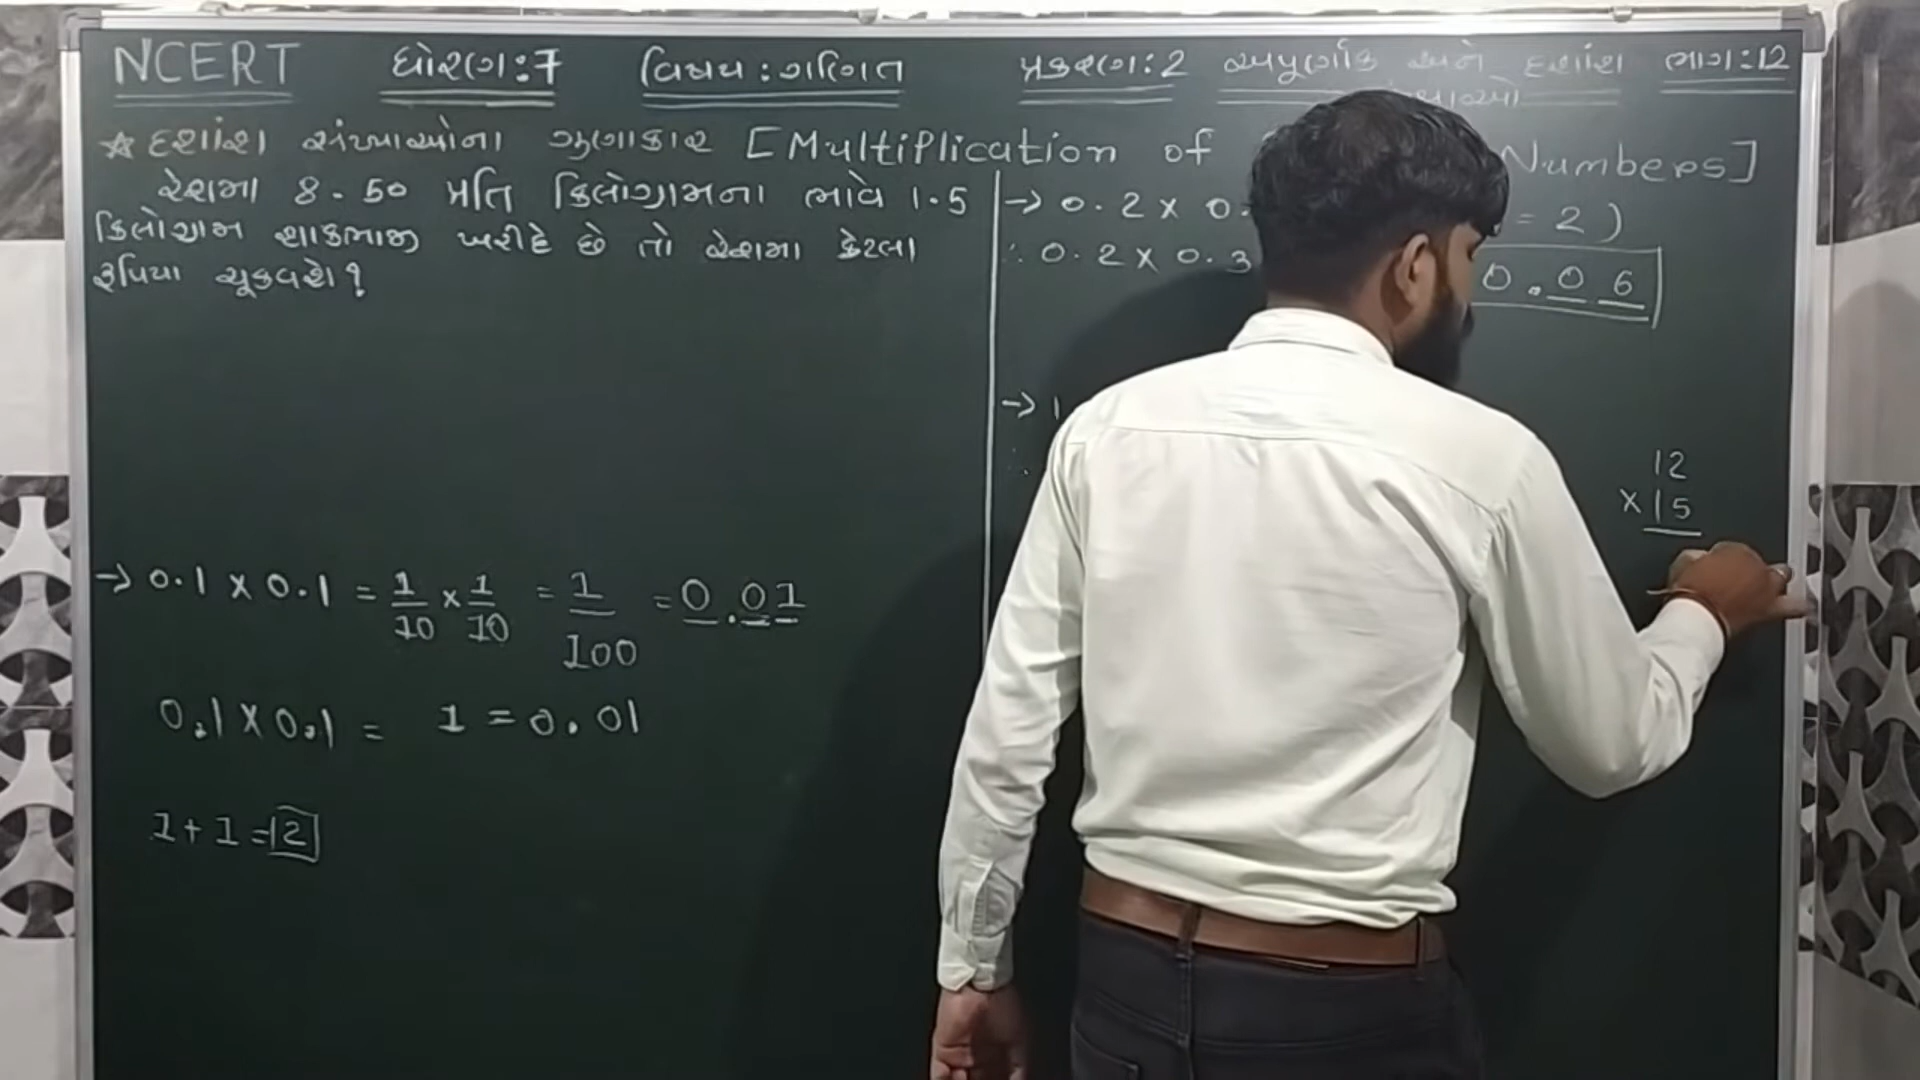 NCERT ધોરણ:7 વિષય:ગણિત પ્રકરણ:2 અપૂર્ણાંક અને દશાંશ ભાગ:12
☆ દશાંશ સંખ્યાઓના ગુણાકાર [Multiplication of Numbers]
રેશમા 8.50 પ્રતિ કિલોગ્રામના ભાવે 1.5
કિલોગ્રામ શાકભાજી ખરીદે છે તો રેશમા કેટલા
રૂપિયા ચૂકવશે?
→ 0.1 × 0.1 = 1/10 × 1/10 = 1/100 = 0.01
0.1 × 0.1 = 1 = 0.01
1 + 1 = 2
→ 0.2 × 0. = 2)
∴ 0.2 × 0.3 0.06
→ 1
12
× 15